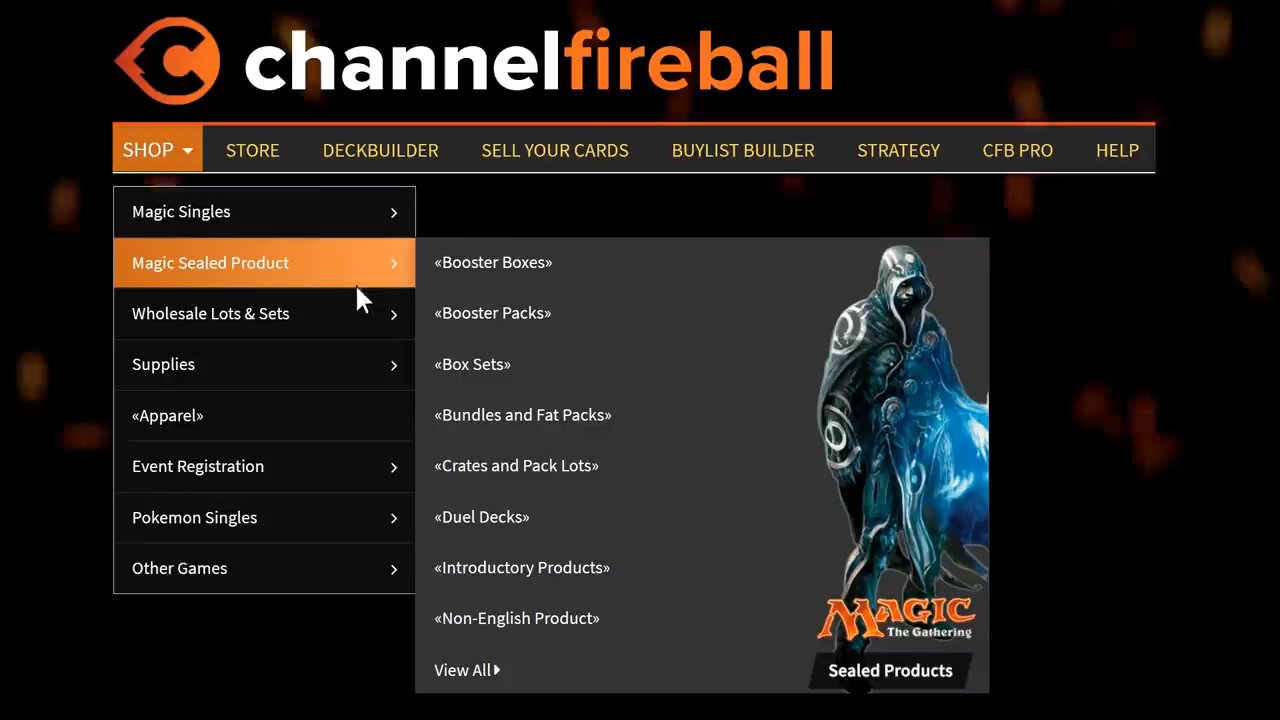 channelfireball
SHOP STORE DECKBUILDER SELL YOUR CARDS BUYLIST BUILDER STRATEGY CFB PRO HELP
Magic Singles
Magic Sealed Product
Wholesale Lots & Sets
Supplies
«Apparel»
Event Registration
Pokemon Singles
Other Games
«Booster Boxes»
«Booster Packs»
«Box Sets»
«Bundles and Fat Packs»
«Crates and Pack Lots»
«Duel Decks»
«Introductory Products»
«Non-English Product»
View All
MAGIC
The Gathering
Sealed Products